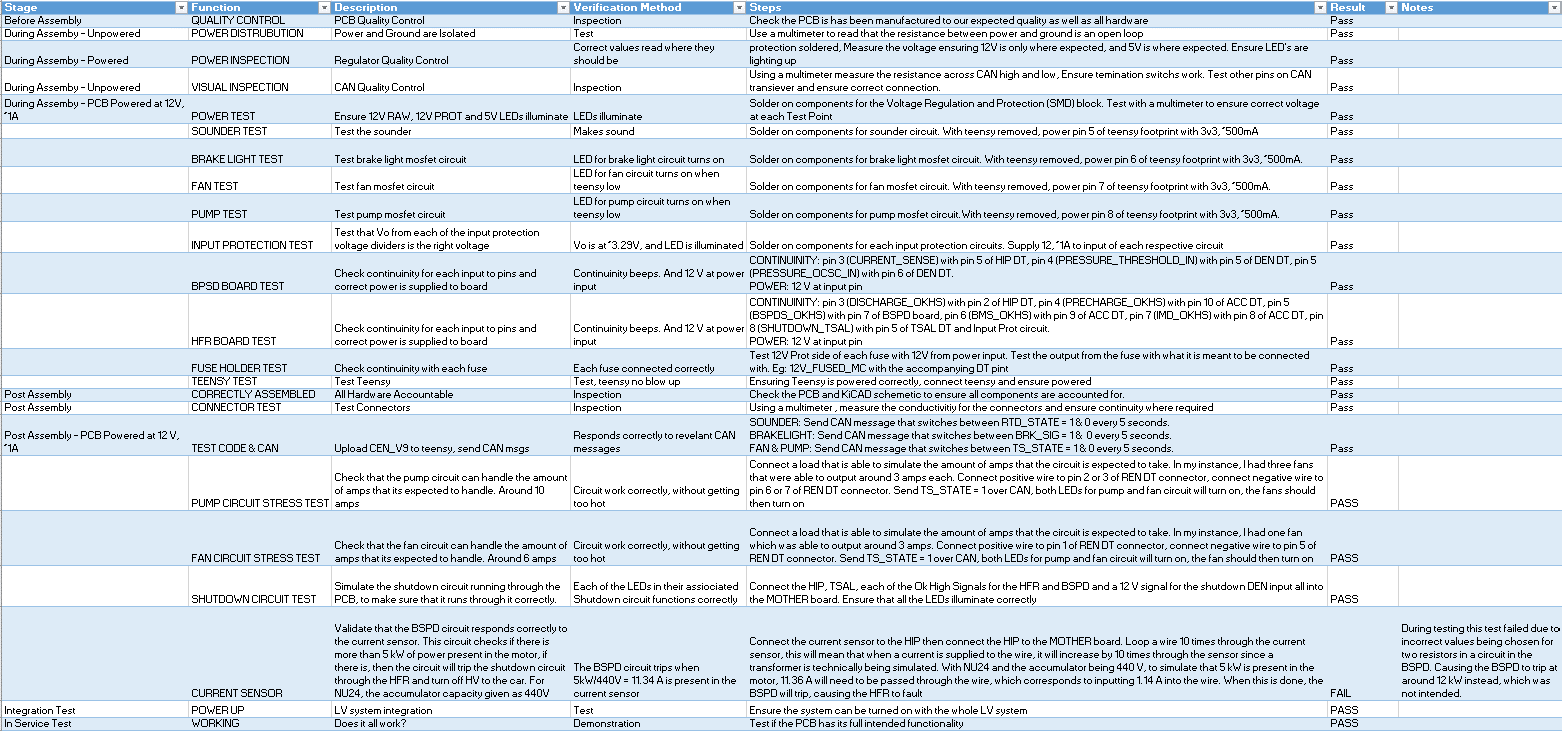 Stage Function Description Verification Method Steps Result Notes
Before Assembly QUALITY CONTROL PCB Quality Control Inspection Check the PCB is has been manufactured to our expected quality as well as all hardware Pass
During Assemby - Unpowered POWER DISTRUBUTION Power and Ground are Isolated Test Use a multimeter to read that the resistance between power and ground is an open loop Pass
Correct values read where they protection soldered, Measure the voltage ensuring 12V is only where expected, and 5V is where expected. Ensure LED's are
During Assemby - Powered POWER INSPECTION Regulator Quality Control should be lighting up Pass
Using a multimeter measure the resistance across CAN high and low, Ensure temination switchs work. Test other pins on CAN
During Assemby - Unpowered VISUAL INSPECTION CAN Quality Control Inspection transiever and ensure correct connection. Pass
During Assemby - PCB Powered at 12V, Solder on components for the Voltage Regulation and Protection (SMD) block. Test with a multimeter to ensure correct voltage
~1A POWER TEST Ensure 12V RAW, 12V PROT and 5V LEDs illuminate LEDs illuminate at each Test Point Pass
SOUNDER TEST Test the sounder Makes sound Solder on components for sounder circuit. With teensy removed, power pin 5 of teensy footprint with 3v3, ~500mA Pass
BRAKE LIGHT TEST Test brake light mosfet circuit LED for brake light circuit turns on Solder on components for brake light mosfet circuit. With teensy removed, power pin 6 of teensy footprint with 3v3, ~500mA. Pass
LED for fan circuit turns on when
FAN TEST Test fan mosfet circuit teensy low Solder on components for fan mosfet circuit. With teensy removed, power pin 7 of teensy footprint with 3v3, ~500mA. Pass
LED for pump circuit turns on when
PUMP TEST Test pump mosfet circuit teensy low Solder on components for pump mosfet circuit. With teensy removed, power pin 8 of teensy footprint with 3v3, ~500mA. Pass
Test that Vo from each of the input protection
INPUT PROTECTION TEST voltage dividers is the right voltage Vo is at ~3.29V, and LED is illuminated Solder on components for each input protection circuits. Supply 12, ~1A to input of each respective circuit Pass
CONTINUINITY: pin 3 (CURRENT_SENSE) with pin 5 of HIP DT, pin 4 (PRESSURE_THRESHOLD_IN) with pin 5 of DEN DT, pin 5
Check continuinity for each input to pins and Continuinity beeps. And 12 V at power (PRESSURE_OCSC_IN) with pin 6 of DEN DT.
BPSD BOARD TEST correct power is supplied to board input POWER: 12 V at input pin Pass
CONTINUINITY: pin 3 (DISCHARGE_OKHS) with pin 2 of HIP DT, pin 4 (PRECHARGE_OKHS) with pin 10 of ACC DT, pin 5
(BSPDS_OKHS) with pin 7 of BSPD board, pin 6 (BMS_OKHS) with pin 9 of ACC DT, pin 7 (IMD_OKHS) with pin 8 of ACC DT, pin
Check continuinity for each input to pins and Continuinity beeps. And 12 V at power 8 (SHUTDOWN_TSAL) with pin 5 of TSAL DT and Input Prot circuit.
HFR BOARD TEST correct power is supplied to board input POWER: 12 V at input pin Pass
Test 12V Prot side of each fuse with 12V from power input. Test the output from the fuse with what it is meant to be connected
FUSE HOLDER TEST Check continuinity with each fuse Each fuse connected correctly with. Eg: 12V_FUSED_MC with the accompanying DT pint Pass
TEENSY TEST Test Teensy Test, teensy no blow up Ensuring Teensy is powered correctly, connect teensy and ensure powered Pass
Post Assembly CORRECTLY ASSEMBLED All Hardware Accountable Inspection Check the PCB and KiCAD schemetic to ensure all components are accounted for. Pass
Post Assembly CONNECTOR TEST Test Connectors Inspection Using a multimeter , measure the conductivitiy for the connectors and ensure continuity where required Pass
SOUNDER: Send CAN message that switches between RTD_STATE = 1 & 0 every 5 seconds.
Post Assembly - PCB Powered at 12 V, Responds correctly to revelant CAN BRAKELIGHT: Send CAN message that switches between BRK_SIG = 1 & 0 every 5 seconds.
~1A TEST CODE & CAN Upload CEN_V9 to teensy, send CAN msgs messages FAN & PUMP: Send CAN message that switches between TS_STATE = 1 & 0 every 5 seconds. Pass
Connect a load that is able to simulate the amount of amps that the circuit is expected to take. In my instance, I had three fans
Check that the pump circuit can handle the amount that were able to output around 3 amps each. Connect positive wire to pin 2 or 3 of REN DT connector, connect negative wire to
of amps that its expected to handle. Around 10 Circuit work correctly, without getting pin 6 or 7 of REN DT connector. Send TS_STATE = 1 over CAN, both LEDs for pump and fan circuit will turn on, the fans should
PUMP CIRCUIT STRESS TEST amps too hot then turn on PASS
Connect a load that is able to simulate the amount of amps that the circuit is expected to take. In my instance, I had one fan
Check that the fan circuit can handle the amount of Circuit work correctly, without getting which was able to output around 3 amps. Connect positive wire to pin 1 of REN DT connector, connect negative wire to pin 5 of
FAN CIRCUIT STRESS TEST amps that its expected to handle. Around 6 amps too hot REN DT connector. Send TS_STATE = 1 over CAN, both LEDs for pump and fan circuit will turn on, the fan should then turn on PASS
Simulate the shutdown circuit running through the Each of the LEDs in their assiociated Connect the HIP, TSAL, each of the Ok High Signals for the HFR and BSPD and a 12 V signal for the shutdown DEN input all into
SHUTDOWN CIRCUIT TEST PCB, to make sure that it runs through it correctly. Shutdown circuit functions correctly the MOTHER board. Ensure that all the LEDs illuminate correctly PASS
Validate that the BSPD circuit responds correctly to During testing this test failed due to
the current sensor. This circuit checks if there is Connect the current sensor to the HIP then connect the HIP to the MOTHER board. Loop a wire 10 times through the current incorrect values being chosen for
more than 5 kW of power present in the motor, if sensor, this will mean that when a current is supplied to the wire, it will increase by 10 times through the sensor since a two resistors in a circuit in the
there is, then the circuit will trip the shutdown circuit The BSPD circuit trips when transformer is technically being simulated. With NU24 and the accumulator being 440 V, to simulate that 5 kW is present in the BSPD. Causing the BSPD to trip at
through the HFR and turn off HV to the car. For 5kW/440V = 11.34 A is present in the motor, 11.36 A will need to be passed through the wire, which corresponds to inputting 1.14 A into the wire. When this is done, the around 12 kW instead, which was
CURRENT SENSOR NU24, the accumulator capacity given as 440V current sensor BSPD will trip, causing the HFR to fault FAIL not intended.
Integration Test POWER UP LV system integration Test Ensure the system can be turned on with the whole LV system PASS
In Service Test WORKING Does it all work? Demonstration Test if the PCB has its full intended functionality PASS